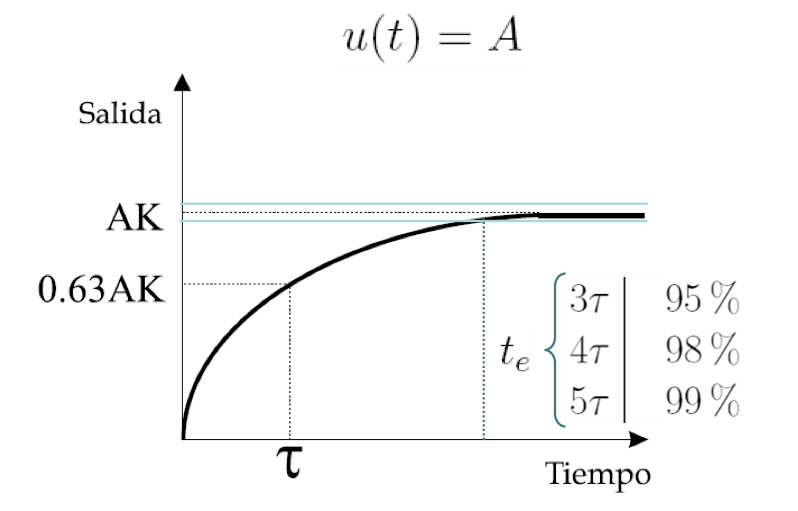 u(t) = A
Salida
AK
0.63AK
t_e { 3τ | 95 %
4τ | 98 %
5τ | 99 %
τ
Tiempo